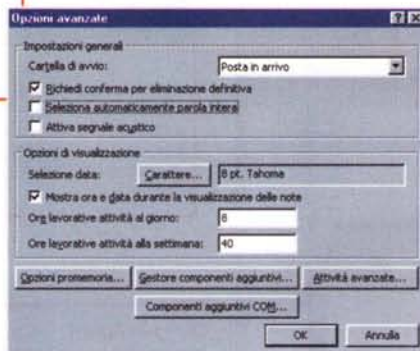 Opzioni avanzate
Impostazioni generali
Cartella di avvio: Posta in arrivo
Richiedi conferma per eliminazione definitiva
Seleziona automaticamente parola intera
Attiva segnale acustico
Opzioni di visualizzazione
Selezione data: Carattere... 8 pt. Tahoma
Mostra ora e data durante la visualizzazione delle note
Ore lavorative attività al giorno: 8
Ore lavorative attività alla settimana: 40
Opzioni promemoria... Gestore componenti aggiuntivi... Attività avanzate...
Componenti aggiuntivi COM...
OK Annulla